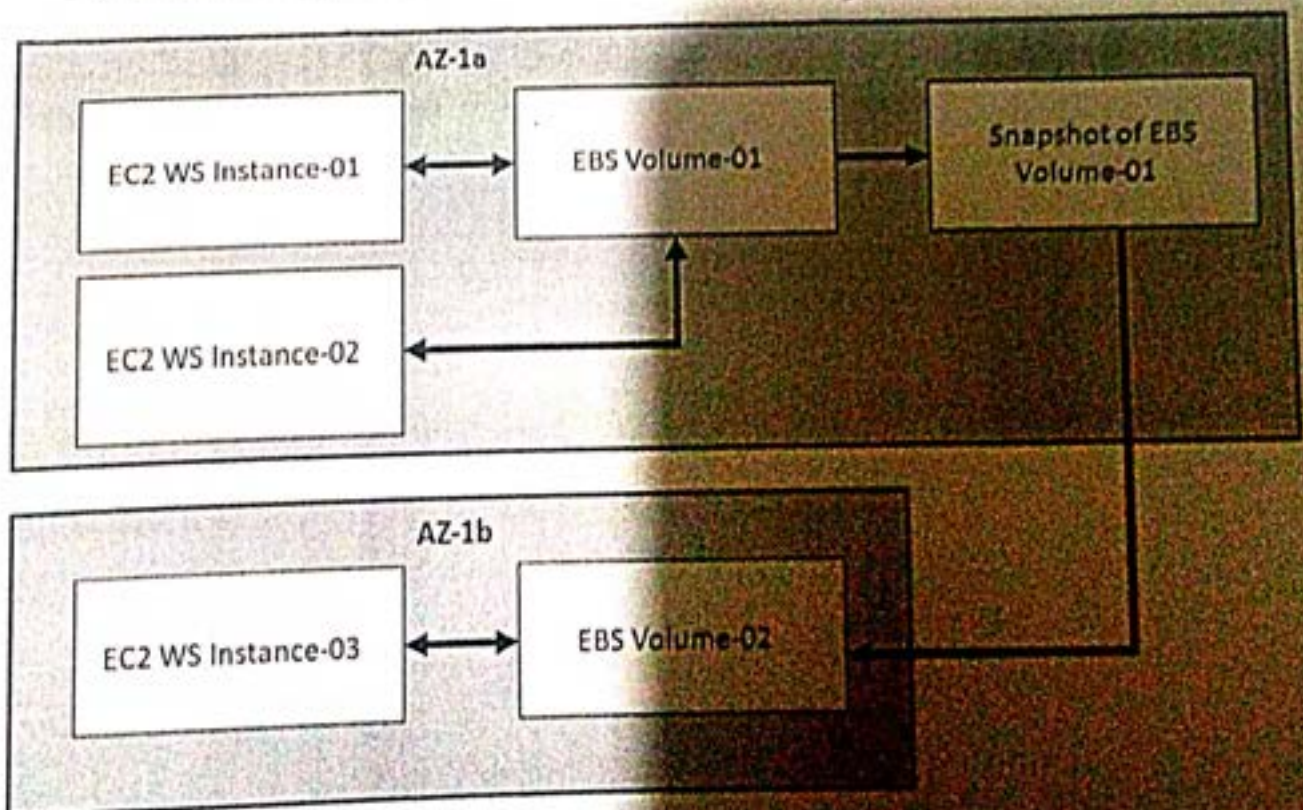 AZ-1a
EC2 WS Instance-01
EBS Volume-01
Snapshot of EBS
Volume-01
EC2 WS Instance-02
AZ-1b
EC2 WS Instance-03
EBS Volume-02